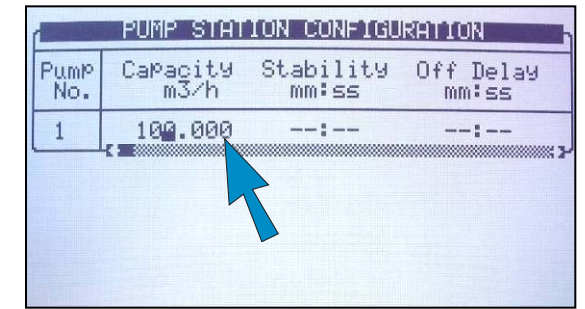 PUMP STATION CONFIGURATION
Pump Capacity Stability Off Delay
No. m3/h mm:ss mm:ss
1 100.000 --:-- --:--